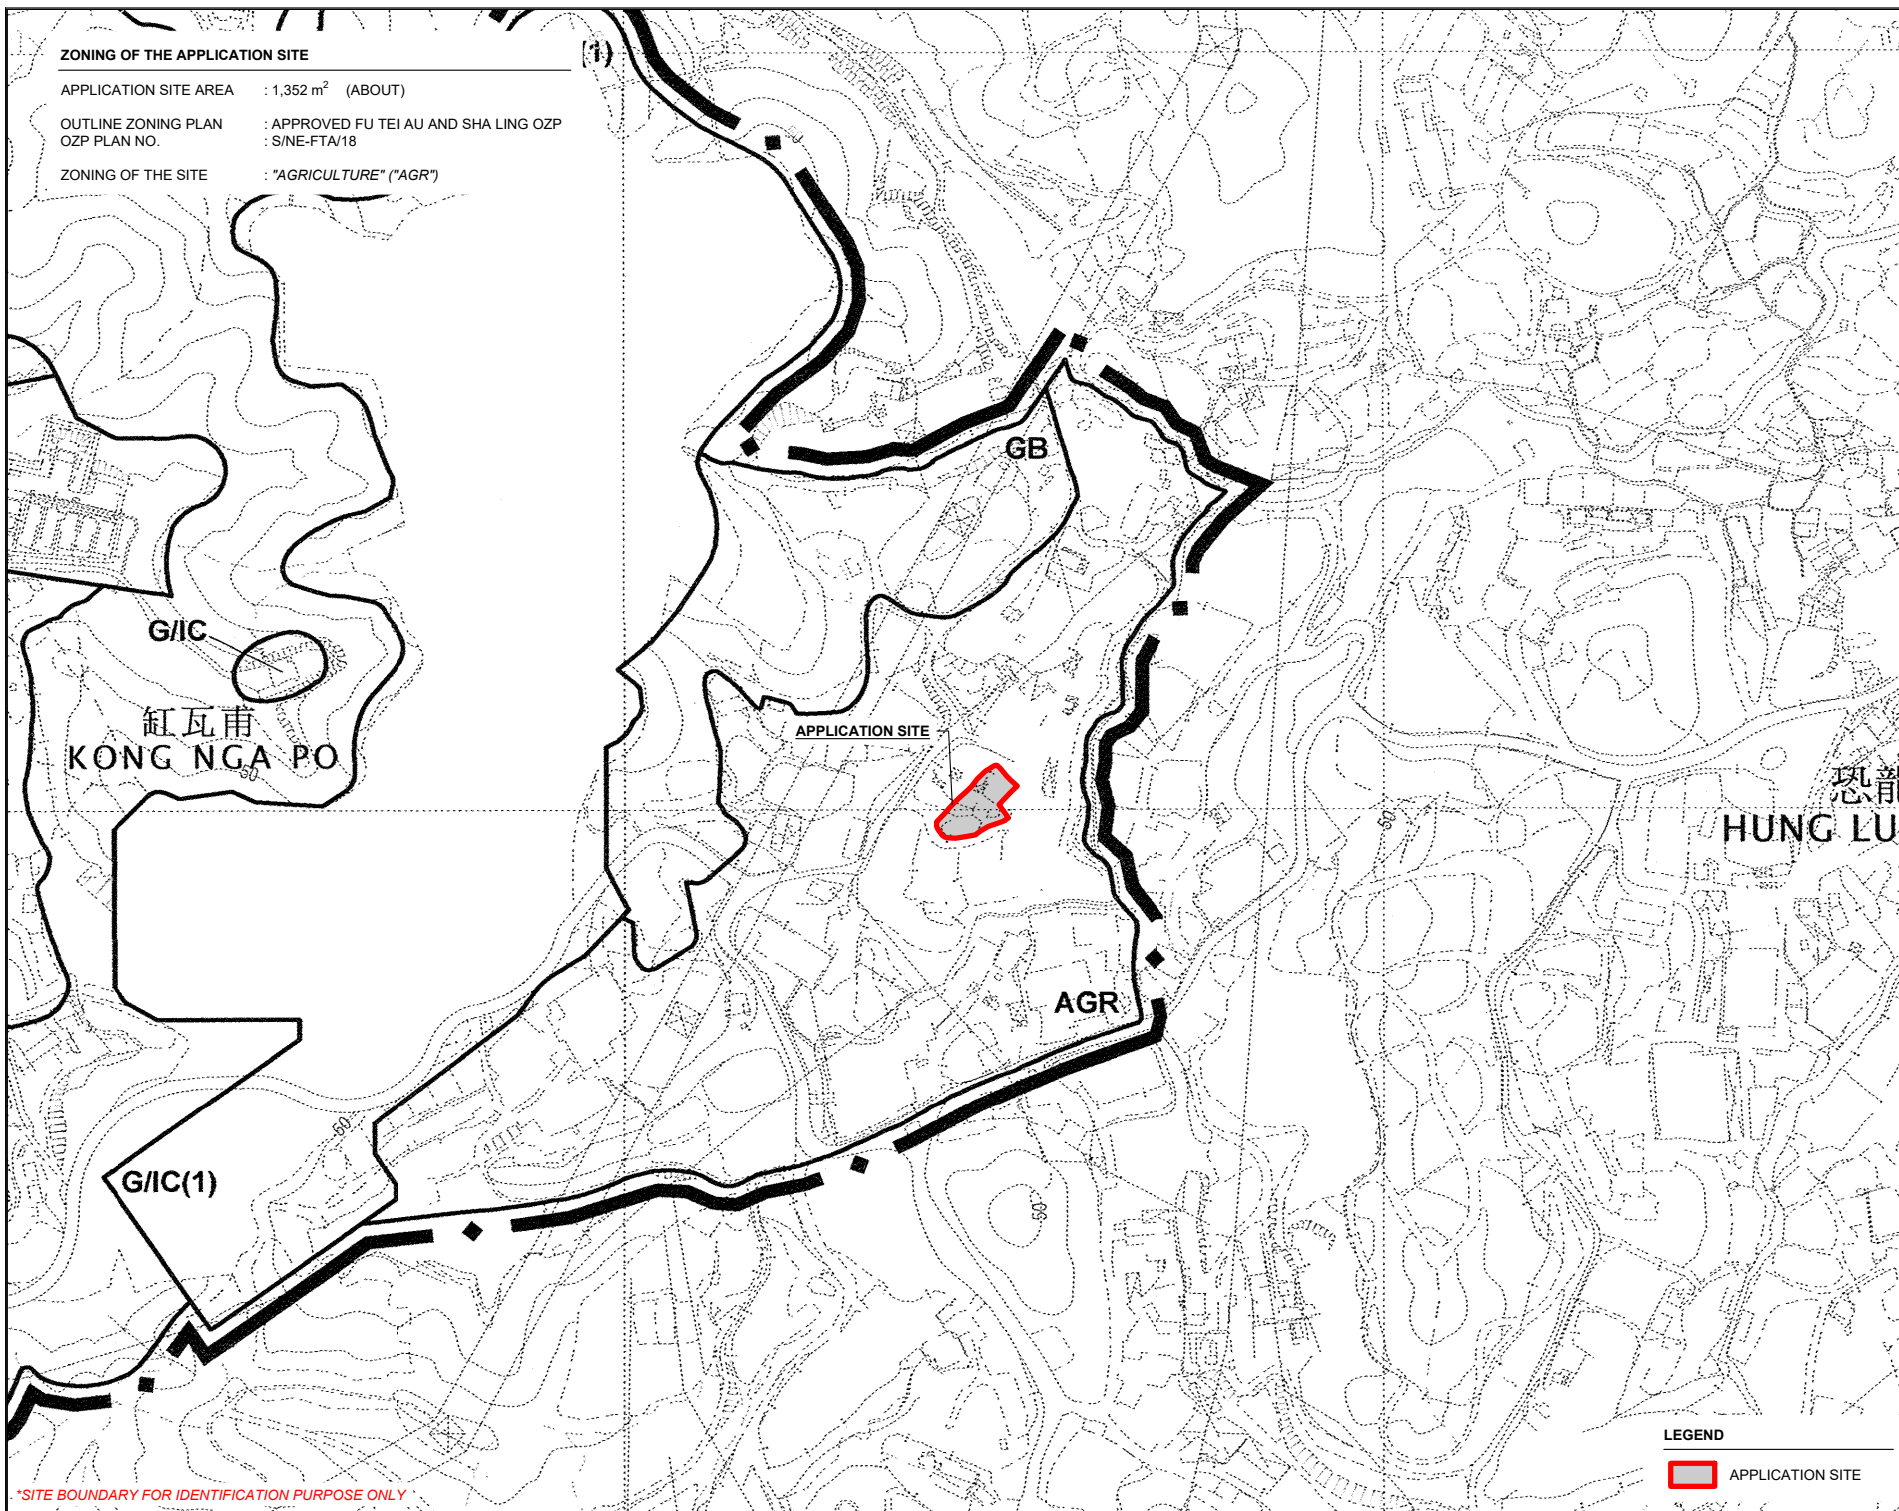 ZONING OF THE APPLICATION SITE
APPLICATION SITE AREA : 1,352 m² (ABOUT)
OUTLINE ZONING PLAN : APPROVED FU TEI AU AND SHA LING OZP
OZP PLAN NO. : S/NE-FTA/18
ZONING OF THE SITE : "AGRICULTURE" ("AGR")
(1)
GB
G/IC
缸瓦甫
KONG NGA PO
50
APPLICATION SITE
恐龍
HUNG LU
50
AGR
50
G/IC(1)
50
LEGEND
APPLICATION SITE
*SITE BOUNDARY FOR IDENTIFICATION PURPOSE ONLY